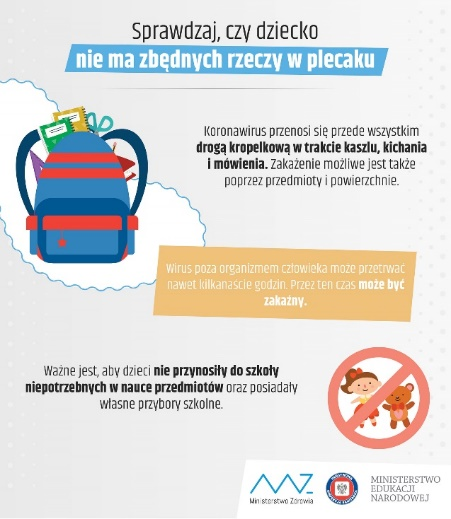 Sprawdzaj, czy dziecko
nie ma zbędnych rzeczy w plecaku
Koronawirus przenosi się przede wszystkim
drogą kropelkową w trakcie kaszlu, kichania
i mówienia. Zakażenie możliwe jest także
poprzez przedmioty i powierzchnie.
Wirus poza organizmem człowieka może przetrwać
nawet kilkanaście godzin. Przez ten czas może być
zakaźny.
Ważne jest, aby dzieci nie przynosiły do szkoły
niepotrzebnych w nauce przedmiotów oraz posiadały
własne przybory szkolne.
Ministerstwo Zdrowia
MINISTERSTWO
EDUKACJI
NARODOWEJ